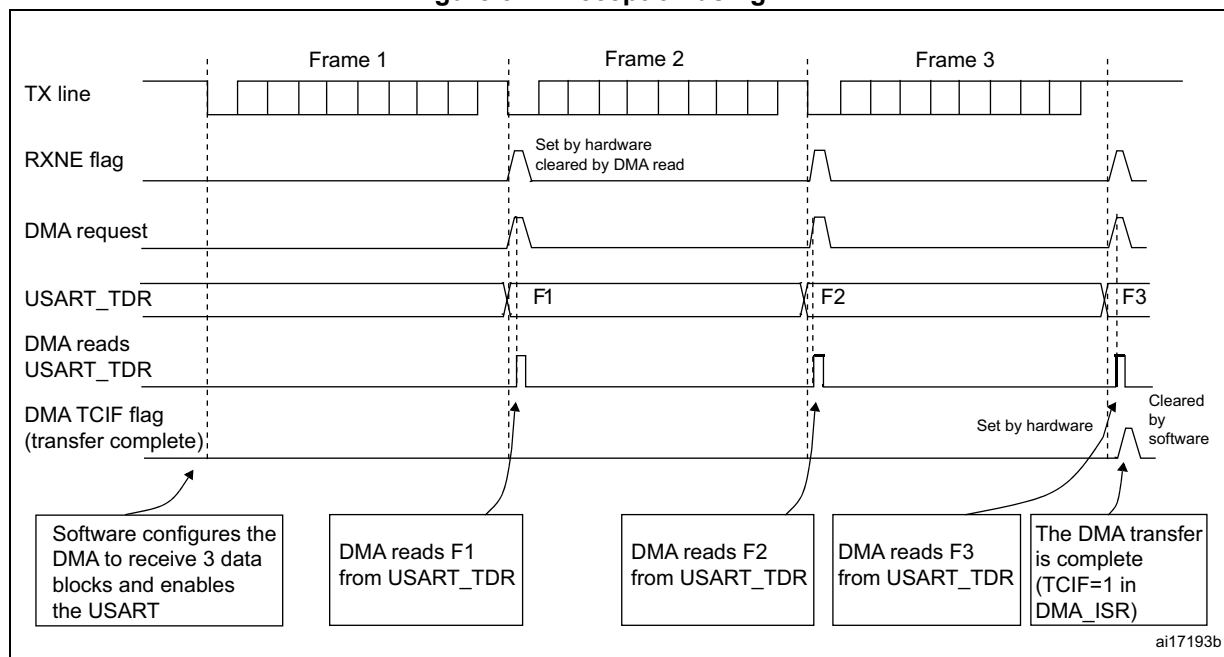 Frame 1
Frame 2
Frame 3
TX line
RXNE flag
Set by hardware
cleared by DMA read
DMA request
USART_TDR
F1
F2
F3
DMA reads
USART_TDR
DMA TCIF flag
(transfer complete)
Set by hardware
Cleared
by
software
Software configures the
DMA to receive 3 data
blocks and enables
the USART
DMA reads F1
from USART_TDR
DMA reads F2
from USART_TDR
DMA reads F3
from USART_TDR
The DMA transfer
is complete
(TCIF=1 in
DMA_ISR)
ai17193b